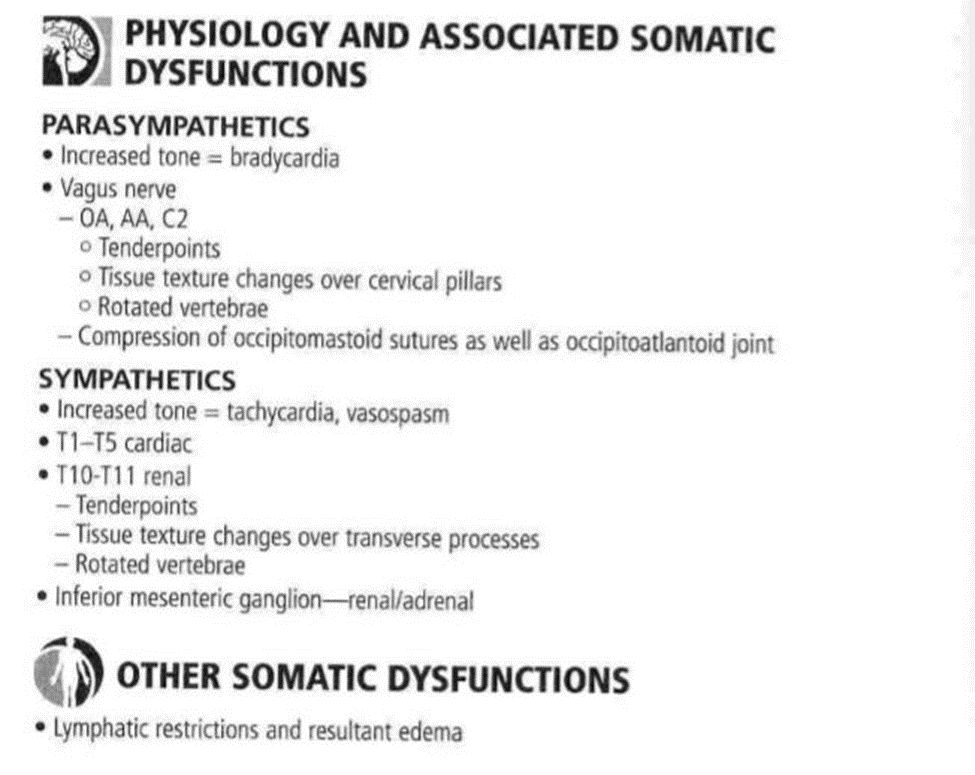 PHYSIOLOGY AND ASSOCIATED SOMATIC
DYSFUNCTIONS
PARASYMPATHETICS
• Increased tone = bradycardia
• Vagus nerve
– OA, AA, C2
○ Tenderpoints
○ Tissue texture changes over cervical pillars
○ Rotated vertebrae
– Compression of occipitomastoid sutures as well as occipitoatlantoid joint
SYMPATHETICS
• Increased tone = tachycardia, vasospasm
• T1–T5 cardiac
• T10-T11 renal
– Tenderpoints
– Tissue texture changes over transverse processes
– Rotated vertebrae
• Inferior mesenteric ganglion—renal/adrenal
OTHER SOMATIC DYSFUNCTIONS
• Lymphatic restrictions and resultant edema